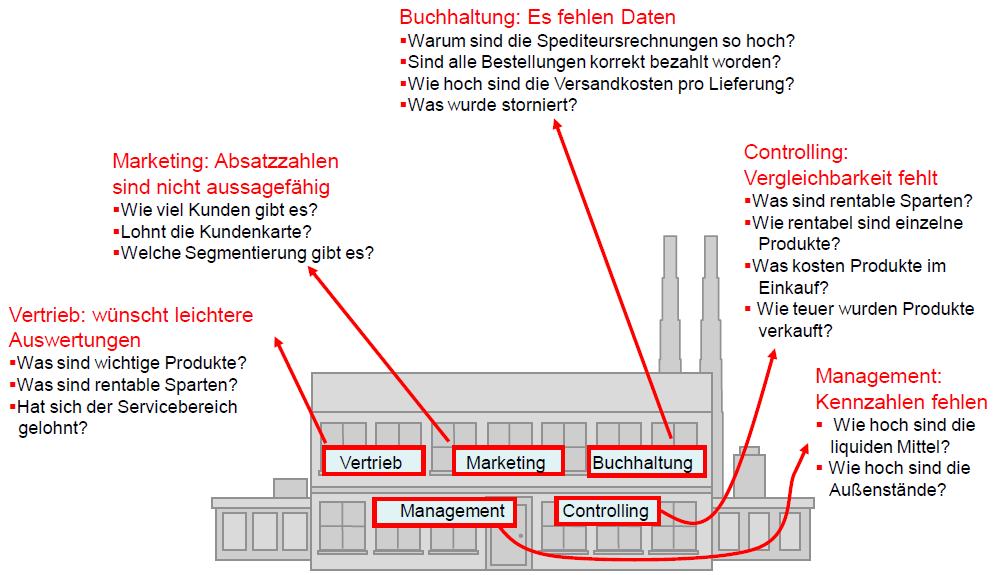 Buchhaltung: Es fehlen Daten
▪Warum sind die Spediteursrechnungen so hoch?
▪Sind alle Bestellungen korrekt bezahlt worden?
▪Wie hoch sind die Versandkosten pro Lieferung?
▪Was wurde storniert?
Marketing: Absatzzahlen
sind nicht aussagefähig
▪Wie viel Kunden gibt es?
▪Lohnt die Kundenkarte?
▪Welche Segmentierung gibt es?
Controlling:
Vergleichbarkeit fehlt
▪Was sind rentable Sparten?
▪Wie rentabel sind einzelne
Produkte?
▪Was kosten Produkte im
Einkauf?
▪ Wie teuer wurden Produkte
verkauft?
Vertrieb: wünscht leichtere
Auswertungen
▪Was sind wichtige Produkte?
▪Was sind rentable Sparten?
▪Hat sich der Servicebereich
gelohnt?
Management:
Kennzahlen fehlen
▪ Wie hoch sind die
liquiden Mittel?
▪ Wie hoch sind die
Außenstände?
Vertrieb
Marketing
Buchhaltung
Management
Controlling